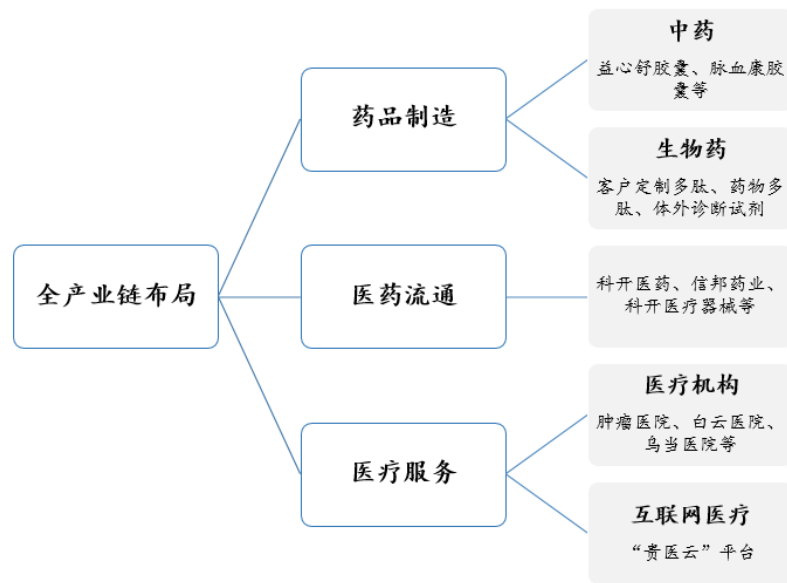 全产业链布局
药品制造
中药
益心舒胶囊、脉血康胶
囊等
生物药
客户定制多肽、药物多
肽、体外诊断试剂
医药流通
科开医药、信邦药业、
科开医疗器械等
医疗服务
医疗机构
肿瘤医院、白云医院、
乌当医院等
互联网医疗
“贵医云”平台